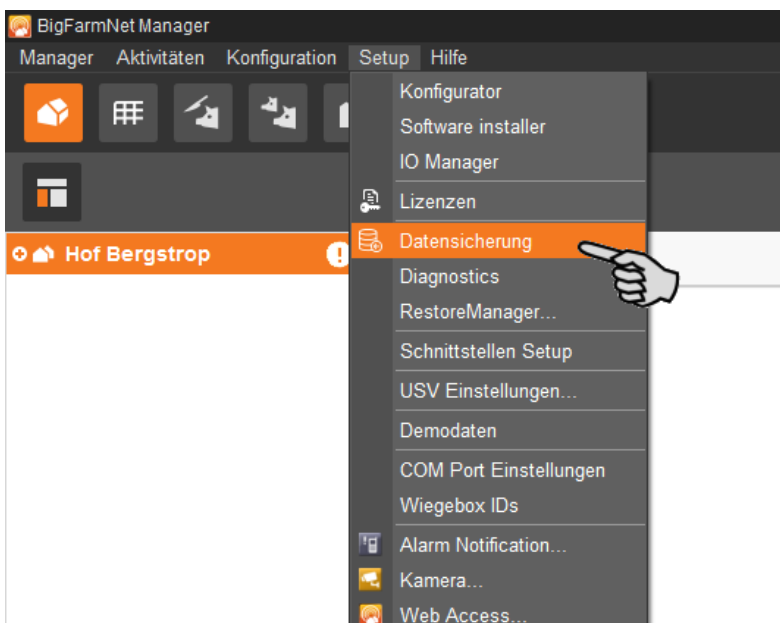 BigFarmNet Manager
Manager Aktivitäten Konfiguration Setup Hilfe
Konfigurator
Software installer
IO Manager
Lizenzen
Hof Bergstrop
Datensicherung
Diagnostics
RestoreManager...
Schnittstellen Setup
USV Einstellungen...
Demodaten
COM Port Einstellungen
Wiegebox IDs
Alarm Notification...
Kamera...
Web Access...